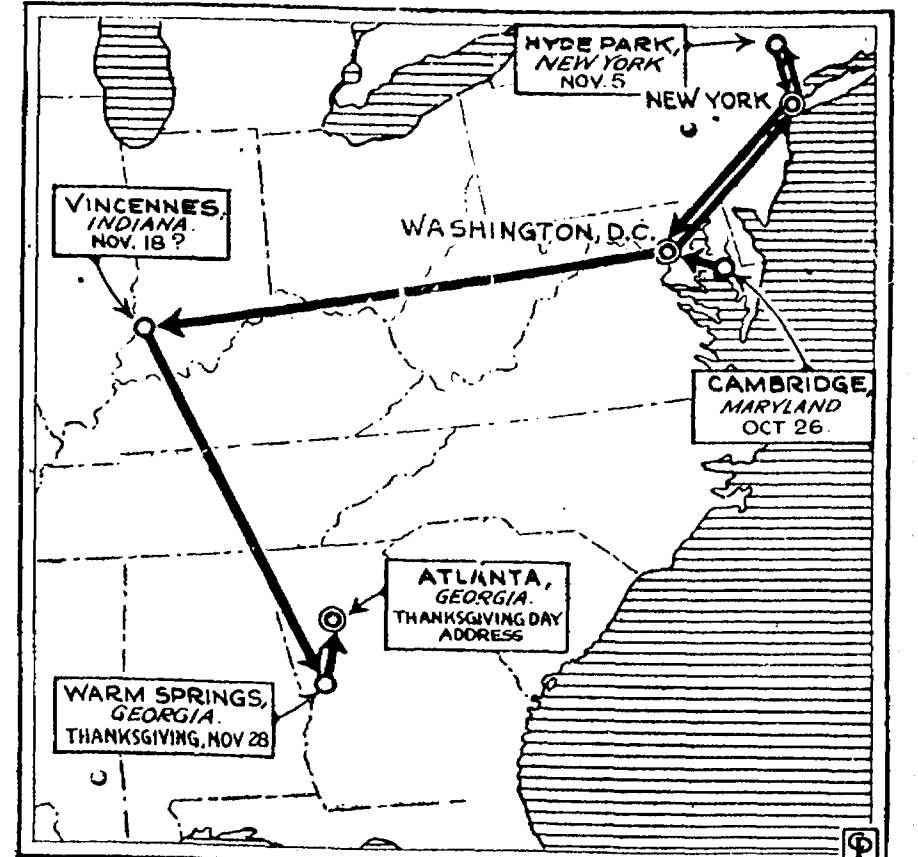 HYDE PARK,
NEW YORK
NOV. 5
NEW YORK
VINCENNES,
INDIANA.
NOV. 18 ?
WASHINGTON, D.C.
CAMBRIDGE,
MARYLAND
OCT 26.
ATLANTA,
GEORGIA.
THANKSGIVING DAY
ADDRESS
WARM SPRINGS,
GEORGIA.
THANKSGIVING, NOV 28